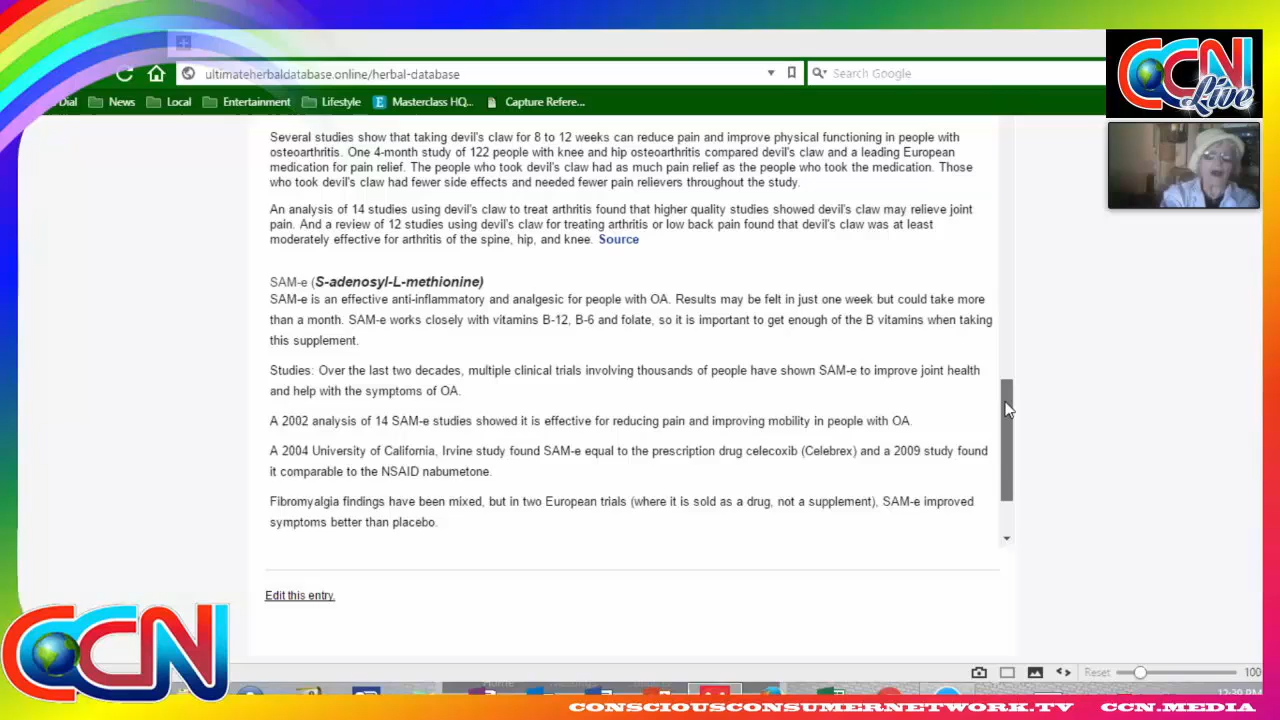 CCN
Live
ultimateherbaldatabase.online/herbal-database
Search Google
Dial
News
Local
Entertainment
Lifestyle
Masterclass HQ...
Capture Refere...
Several studies show that taking devil's claw for 8 to 12 weeks can reduce pain and improve physical functioning in people with
osteoarthritis. One 4-month study of 122 people with knee and hip osteoarthritis compared devil's claw and a leading European
medication for pain relief. The people who took devil's claw had as much pain relief as the people who took the medication. Those
who took devil's claw had fewer side effects and needed fewer pain relievers throughout the study.
An analysis of 14 studies using devil's claw to treat arthritis found that higher quality studies showed devil's claw may relieve joint
pain. And a review of 12 studies using devil's claw for treating arthritis or low back pain found that devil's claw was at least
moderately effective for arthritis of the spine, hip, and knee. Source
SAM-e (S-adenosyl-L-methionine)
SAM-e is an effective anti-inflammatory and analgesic for people with OA. Results may be felt in just one week but could take more
than a month. SAM-e works closely with vitamins B-12, B-6 and folate, so it is important to get enough of the B vitamins when taking
this supplement.
Studies: Over the last two decades, multiple clinical trials involving thousands of people have shown SAM-e to improve joint health
and help with the symptoms of OA.
A 2002 analysis of 14 SAM-e studies showed it is effective for reducing pain and improving mobility in people with OA.
A 2004 University of California, Irvine study found SAM-e equal to the prescription drug celecoxib (Celebrex) and a 2009 study found
it comparable to the NSAID nabumetone.
Fibromyalgia findings have been mixed, but in two European trials (where it is sold as a drug, not a supplement), SAM-e improved
symptoms better than placebo.
Edit this entry.
CCN
Reset
100
12:39 PM
CONSCIOUSCONSUMERNETWORK.TV CCN.MEDIA